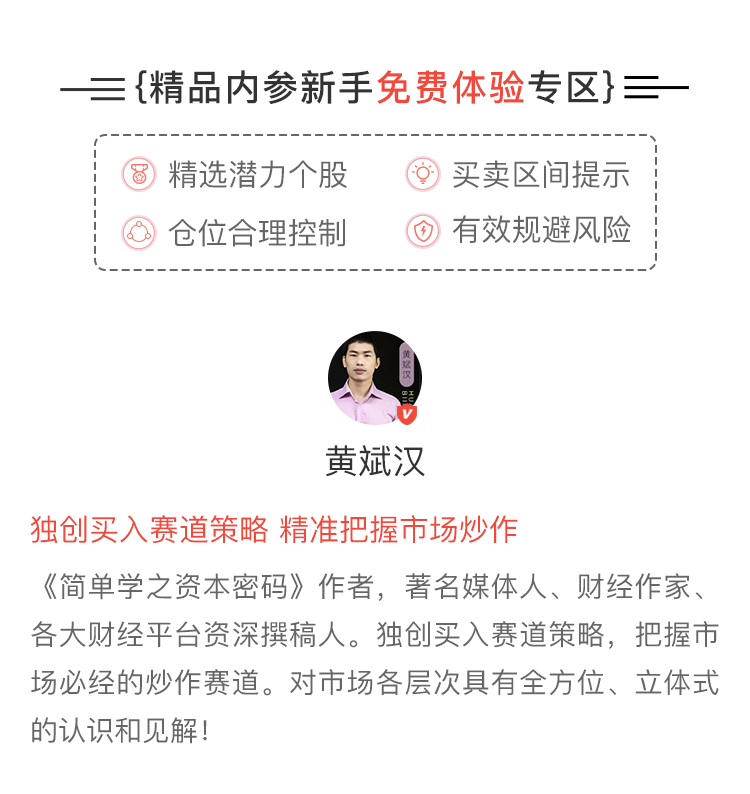 {精品内参新手免费体验专区}
精选潜力个股
买卖区间提示
仓位合理控制
有效规避风险
黄斌汉
黄斌汉
独创买入赛道策略 精准把握市场炒作
《简单学之资本密码》作者，著名媒体人、财经作家、
各大财经平台资深撰稿人。独创买入赛道策略，把握市
场必经的炒作赛道。对市场各层次具有全方位、立体式
的认识和见解！